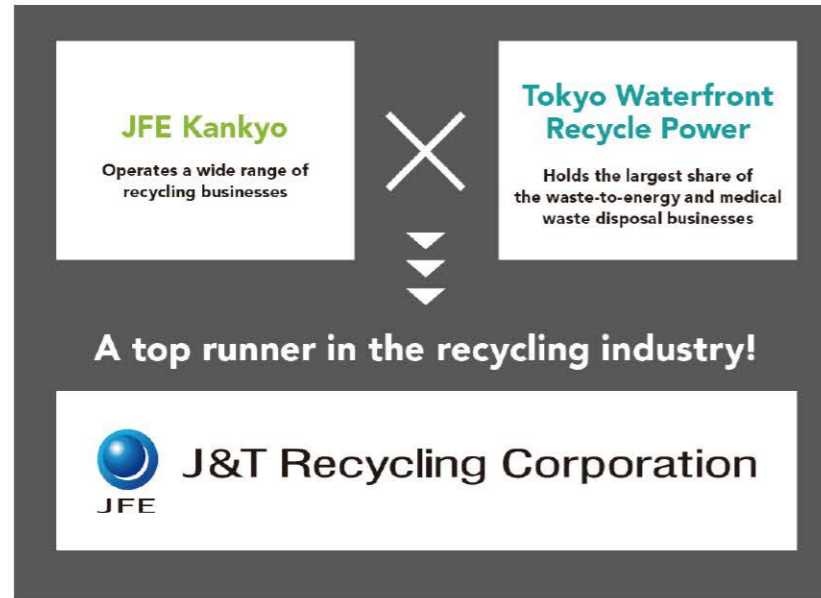 JFE Kankyo
Operates a wide range of
recycling businesses
Tokyo Waterfront
Recycle Power
Holds the largest share of
the waste-to-energy and medical
waste disposal businesses
A top runner in the recycling industry!
JFE
J&T Recycling Corporation